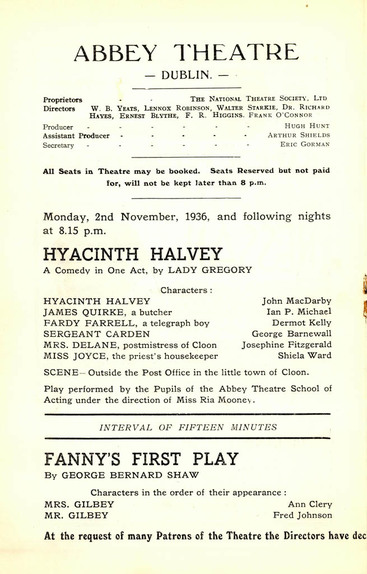 ABBEY THEATRE
— DUBLIN. —
Proprietors - - THE NATIONAL THEATRE SOCIETY, LTD
Directors W. B. YEATS, LENNOX ROBINSON, WALTER STARKIE, DR. RICHARD
HAYES, ERNEST BLYTHE, F. R. HIGGINS. FRANK O'CONNOR
Producer - - - - - - HUGH HUNT
Assistant Producer - - - - - ARTHUR SHIELDS
Secretary - - - - - - ERIC GORMAN
All Seats in Theatre may be booked. Seats Reserved but not paid
for, will not be kept later than 8 p.m.
Monday, 2nd November, 1936, and following nights
at 8.15 p.m.
HYACINTH HALVEY
A Comedy in One Act, by LADY GREGORY
Characters :
HYACINTH HALVEY John MacDarby
JAMES QUIRKE, a butcher Ian P. Michael
FARDY FARRELL, a telegraph boy Dermot Kelly
SERGEANT CARDEN George Barnewall
MRS. DELANE, postmistress of Cloon Josephine Fitzgerald
MISS JOYCE, the priest's housekeeper Shiela Ward
SCENE—Outside the Post Office in the little town of Cloon.
Play performed by the Pupils of the Abbey Theatre School of
Acting under the direction of Miss Ria Mooney.
INTERVAL OF FIFTEEN MINUTES
FANNY'S FIRST PLAY
By GEORGE BERNARD SHAW
Characters in the order of their appearance :
MRS. GILBEY Ann Clery
MR. GILBEY Fred Johnson
At the request of many Patrons of the Theatre the Directors have dec